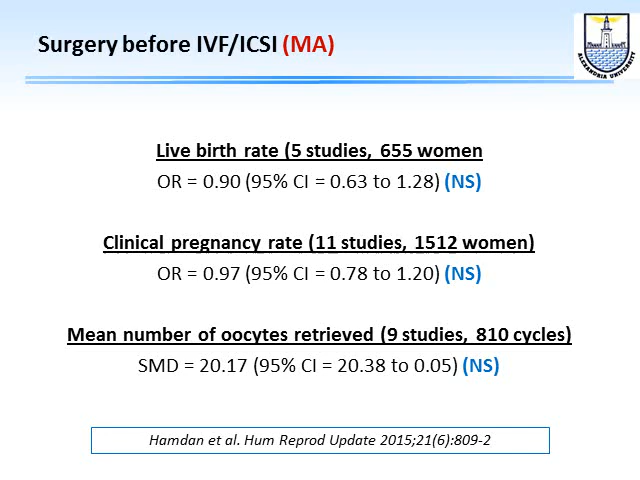 Surgery before IVF/ICSI (MA)
ALEXANDRIA UNIVERSITY
Live birth rate (5 studies, 655 women
OR = 0.90 (95% CI = 0.63 to 1.28) (NS)
Clinical pregnancy rate (11 studies, 1512 women)
OR = 0.97 (95% CI = 0.78 to 1.20) (NS)
Mean number of oocytes retrieved (9 studies, 810 cycles)
SMD = 20.17 (95% CI = 20.38 to 0.05) (NS)
Hamdan et al. Hum Reprod Update 2015;21(6):809-2